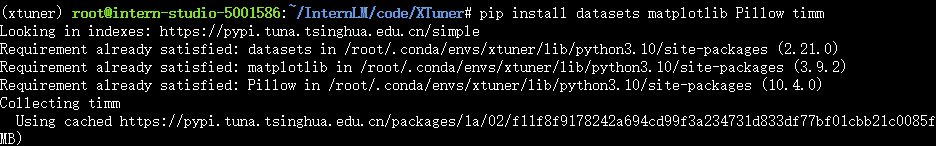 (xtuner) root@intern-studio-5001586:~/InternLM/code/XTuner# pip install datasets matplotlib Pillow timm
Looking in indexes: https://pypi.tuna.tsinghua.edu.cn/simple
Requirement already satisfied: datasets in /root/.conda/envs/xtuner/lib/python3.10/site-packages (2.21.0)
Requirement already satisfied: matplotlib in /root/.conda/envs/xtuner/lib/python3.10/site-packages (3.9.2)
Requirement already satisfied: Pillow in /root/.conda/envs/xtuner/lib/python3.10/site-packages (10.4.0)
Collecting timm
Using cached https://pypi.tuna.tsinghua.edu.cn/packages/1a/02/f11f8f9178242a694cd99f3a234731d833df77bf01cbb21c0085f
MB)